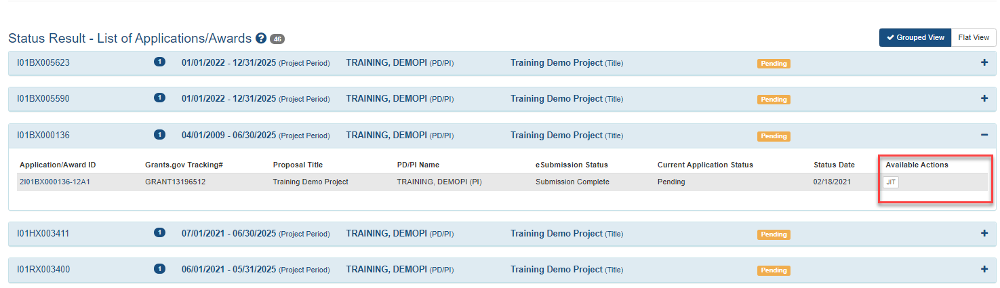 Status Result - List of Applications/Awards ? 46
Grouped View Flat View
I01BX005623 1 01/01/2022 - 12/31/2025 (Project Period) TRAINING, DEMOPI (PD/PI) Training Demo Project (Title) Pending
I01BX005590 1 01/01/2022 - 12/31/2025 (Project Period) TRAINING, DEMOPI (PD/PI) Training Demo Project (Title) Pending
I01BX000136 1 04/01/2009 - 06/30/2025 (Project Period) TRAINING, DEMOPI (PD/PI) Training Demo Project (Title) Pending
Application/Award ID Grants.gov Tracking# Proposal Title PD/PI Name eSubmission Status Current Application Status Status Date Available Actions
2I01BX000136-12A1 GRANT13196512 Training Demo Project TRAINING, DEMOPI (PI) Submission Complete Pending 02/18/2021 JIT
I01HX003411 1 07/01/2021 - 06/30/2025 (Project Period) TRAINING, DEMOPI (PD/PI) Training Demo Project (Title) Pending
I01RX003400 1 06/01/2021 - 05/31/2025 (Project Period) TRAINING, DEMOPI (PD/PI) Training Demo Project (Title) Pending